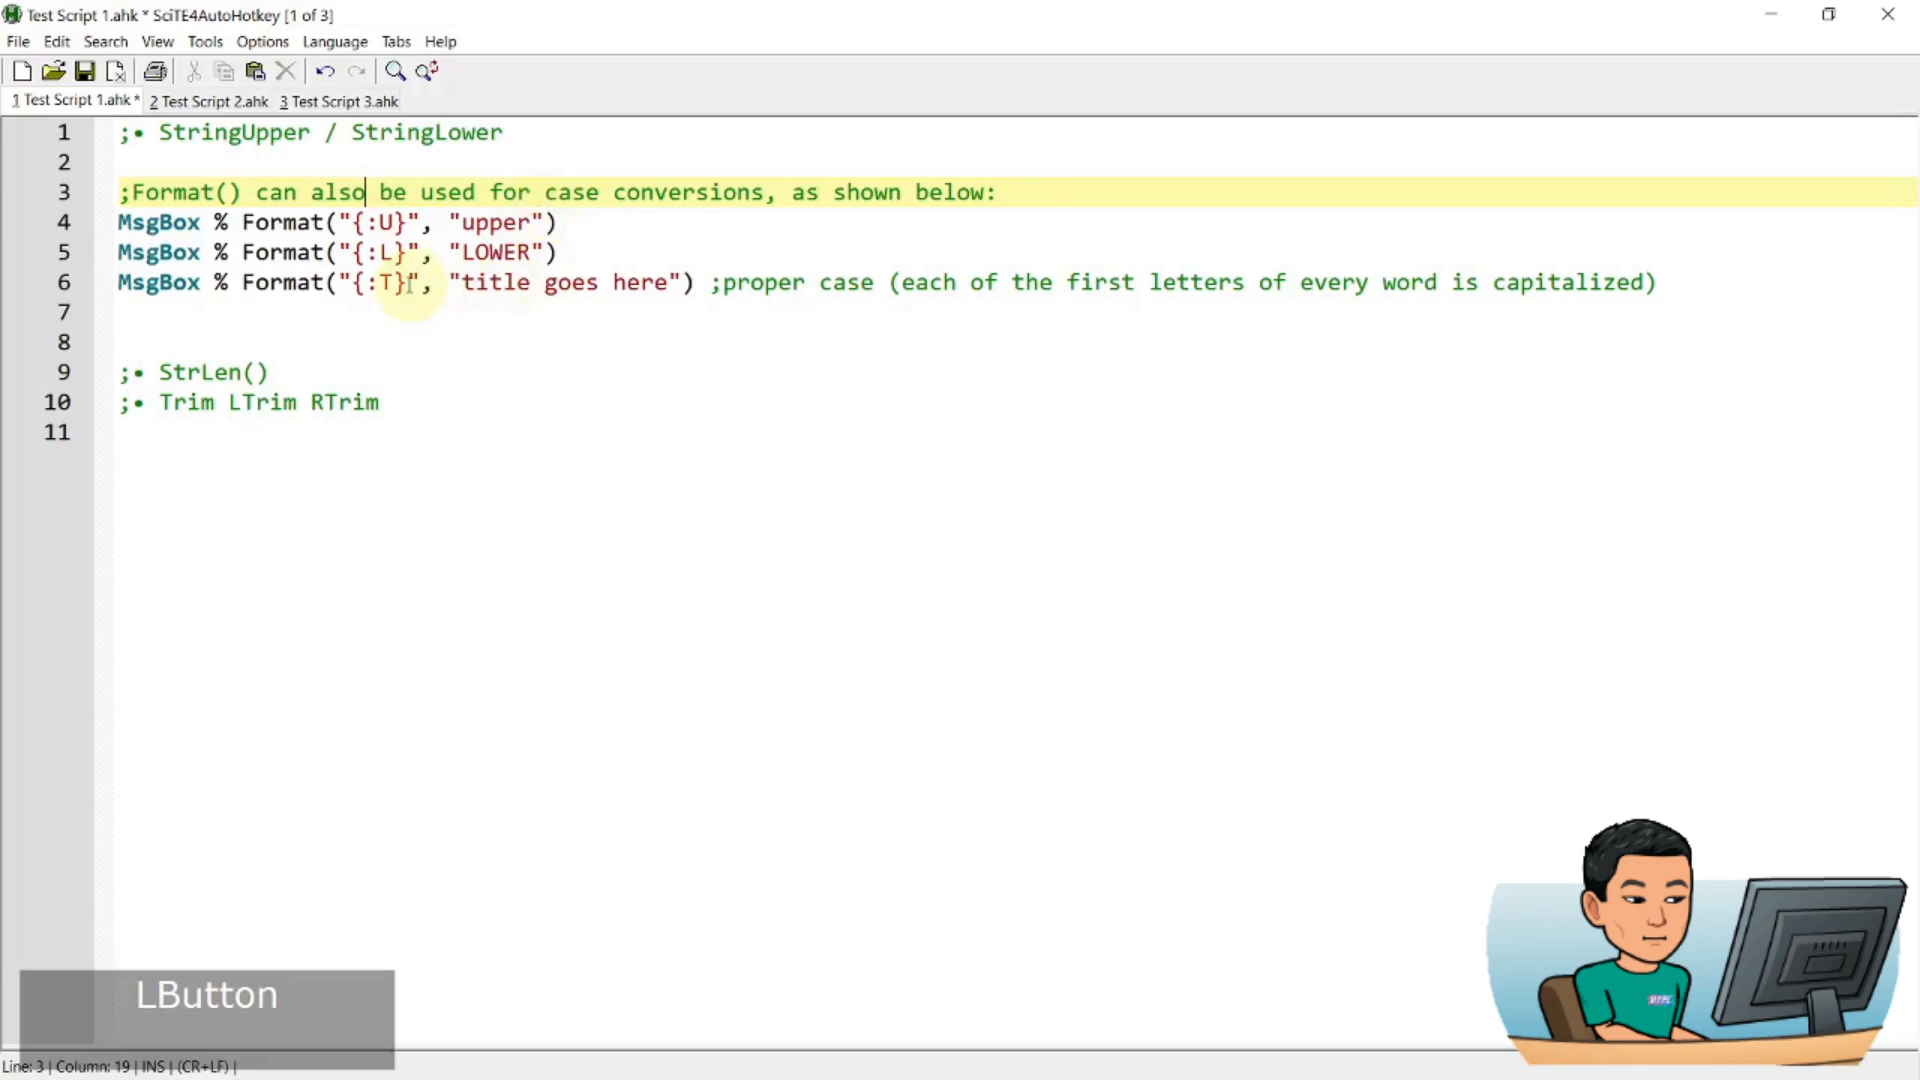 Test Script 1.ahk * SciTE4AutoHotkey [1 of 3]
File Edit Search View Tools Options Language Tabs Help
1 Test Script 1.ahk * 2 Test Script 2.ahk 3 Test Script 3.ahk
1 ;• StringUpper / StringLower
2
3 ;Format() can also be used for case conversions, as shown below:
4 MsgBox % Format("{:U}", "upper")
5 MsgBox % Format("{:L}", "LOWER")
6 MsgBox % Format("{:T}", "title goes here") ;proper case (each of the first letters of every word is capitalized)
7
8
9 ;• StrLen()
10 ;• Trim LTrim RTrim
11
LButton
Line: 3 | Column: 19 | INS | (CR+LF) |